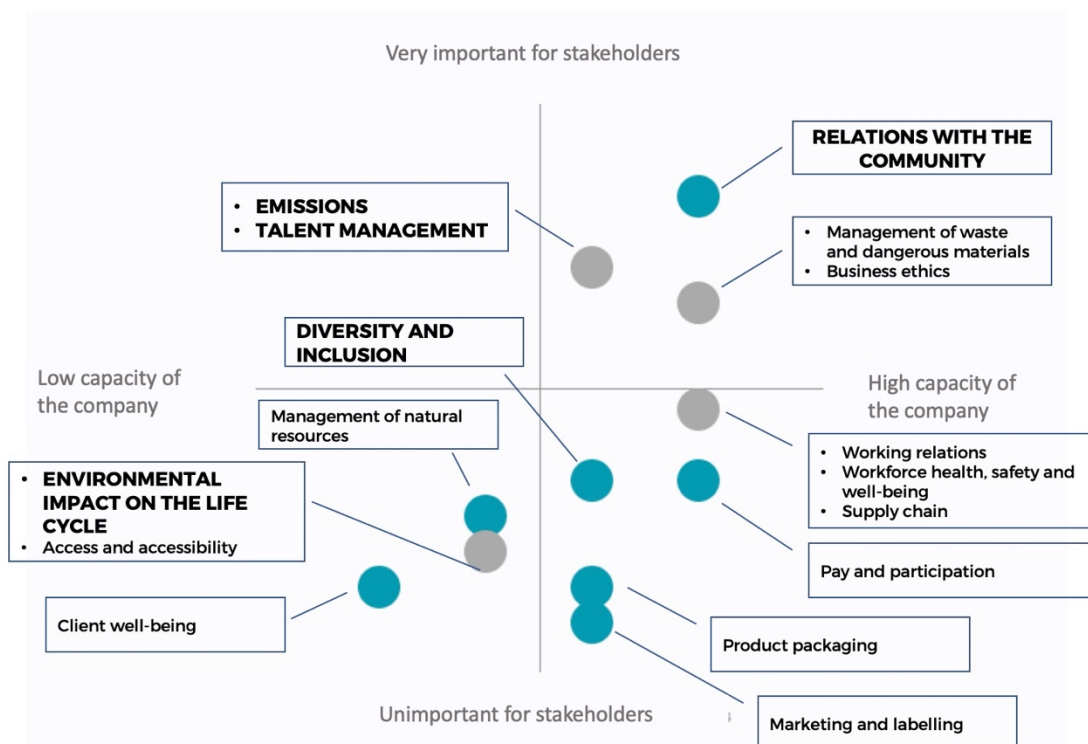 Very important for stakeholders
RELATIONS WITH THE
COMMUNITY
• EMISSIONS
• TALENT MANAGEMENT
• Management of waste
and dangerous materials
• Business ethics
DIVERSITY AND
INCLUSION
Low capacity of
the company
High capacity of
the company
Management of natural
resources
• Working relations
• Workforce health, safety and
well-being
• Supply chain
• ENVIRONMENTAL
IMPACT ON THE LIFE
CYCLE
• Access and accessibility
Pay and participation
Client well-being
Product packaging
Unimportant for stakeholders
Marketing and labelling